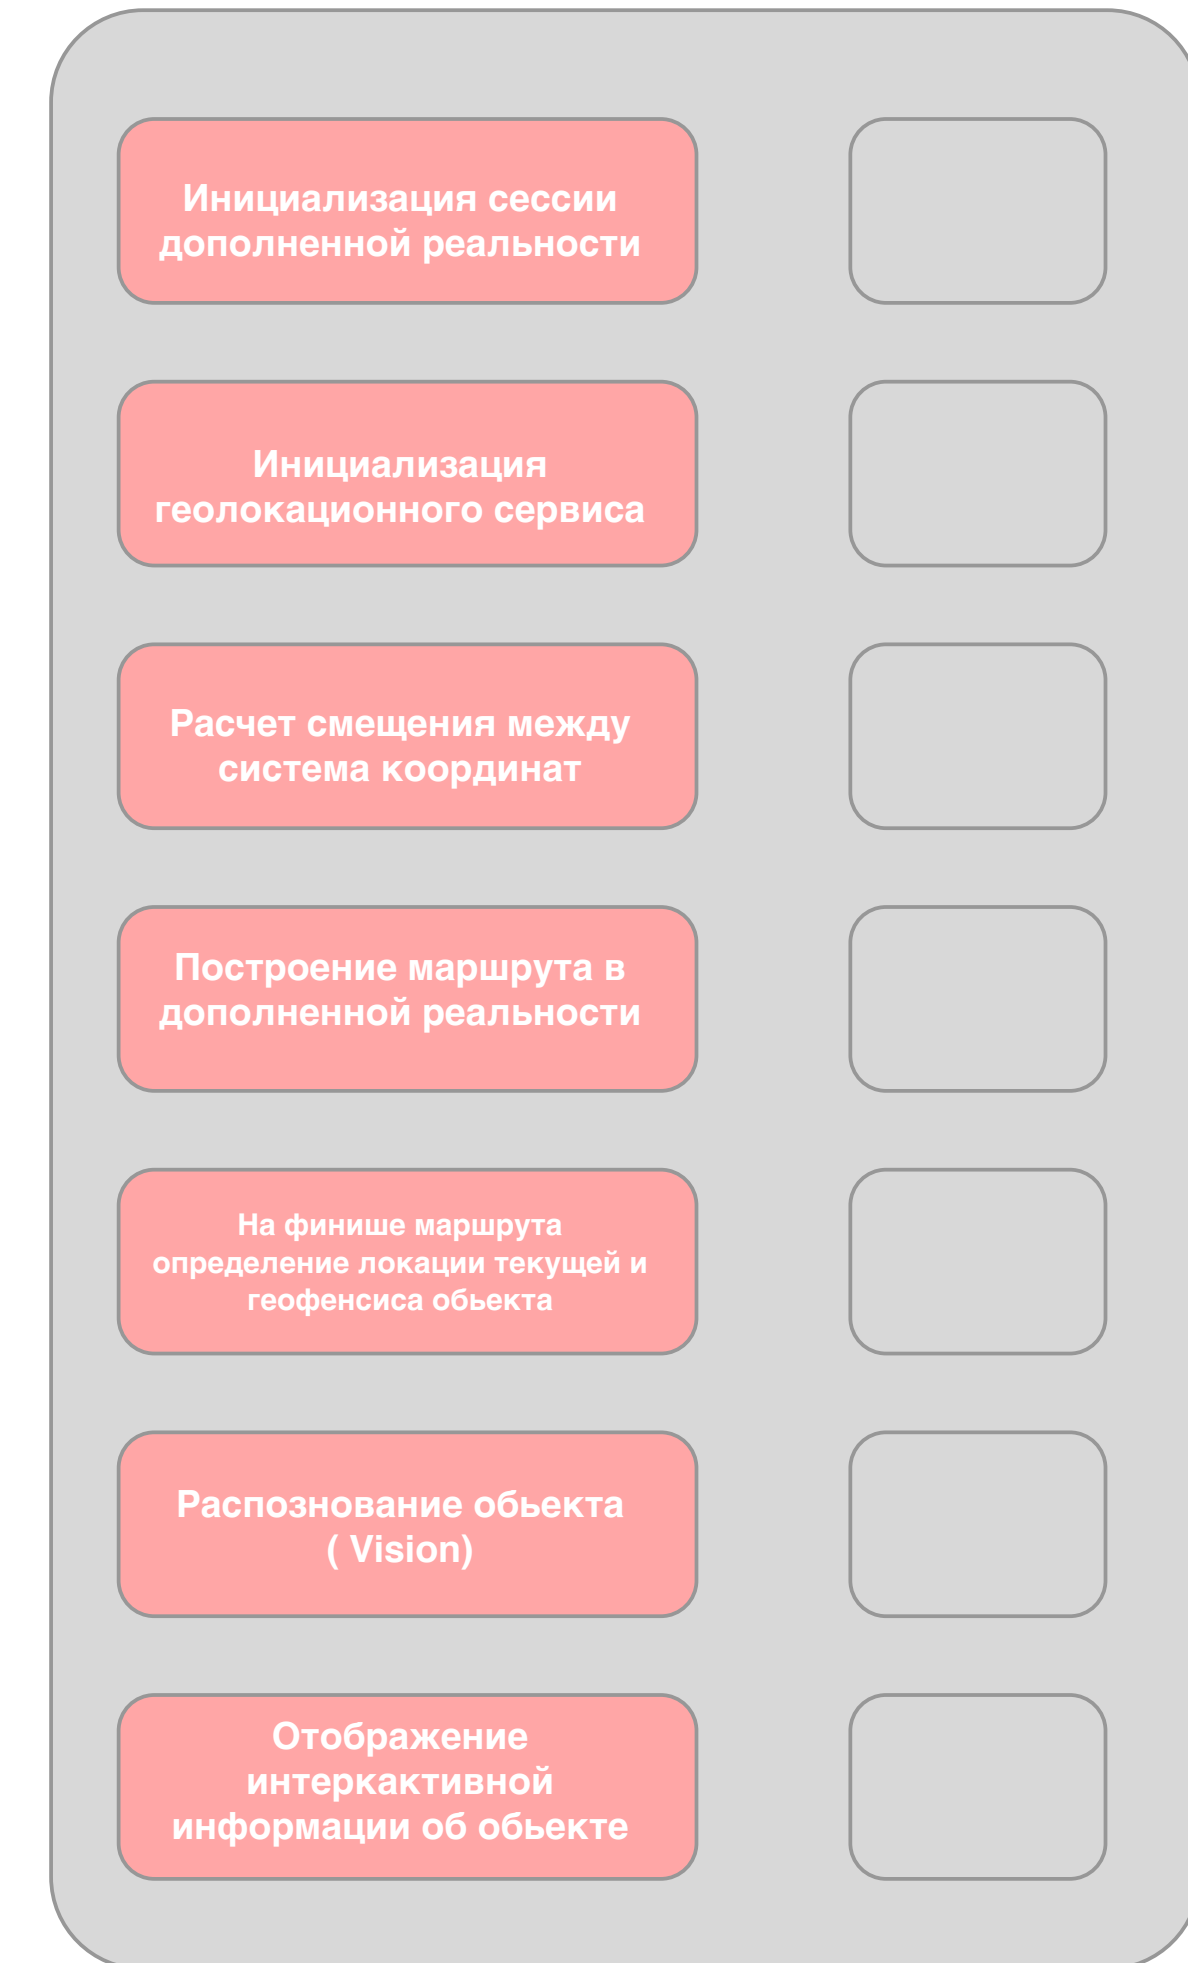 Инициализация сессии
дополненной реальности
Инициализация
геолокационного сервиса
Расчет смещения между
система координат
Построение маршрута в
дополненной реальности
На финише маршрута
определение локации текущей и
геофенсиса обьекта
Распознование обьекта
( Vision)
Отображение
интеркактивной
информации об обьекте